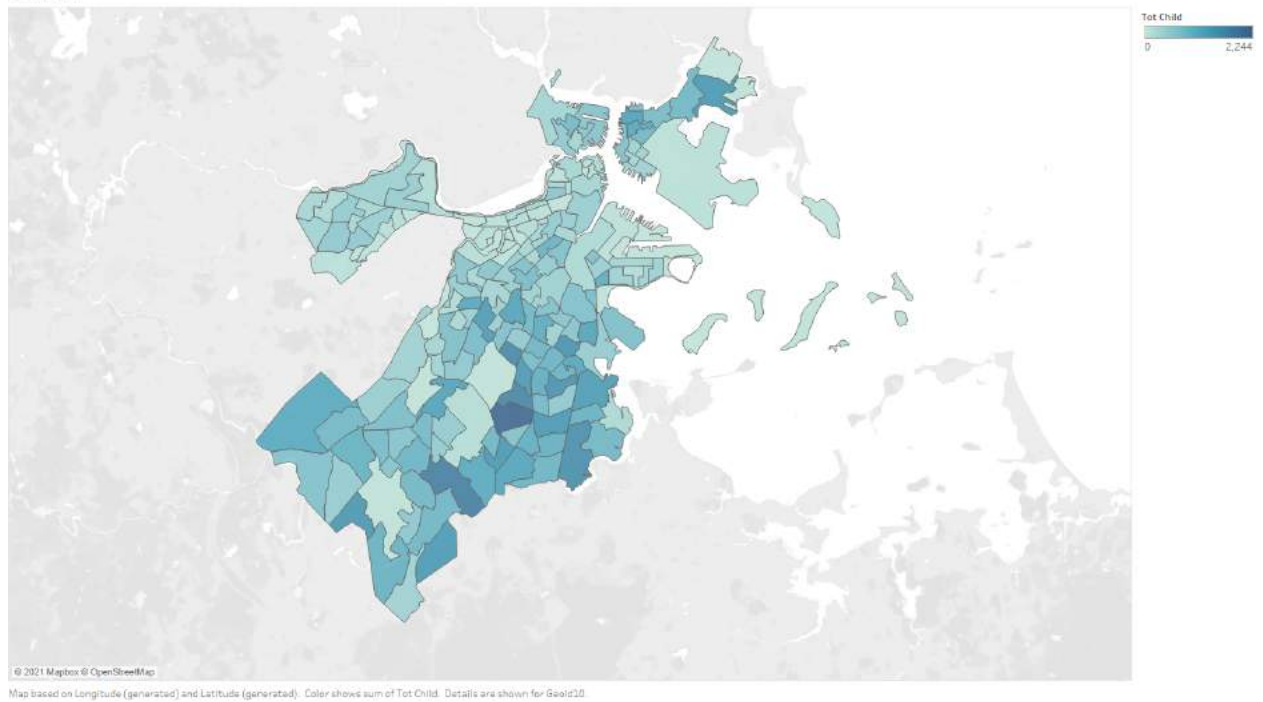 Tot Child
0 2,244
© 2021 Mapbox © OpenStreetMap
Map based on Longitude (generated) and Latitude (generated). Color shows sum of Tot Child. Details are shown for Geoid10.